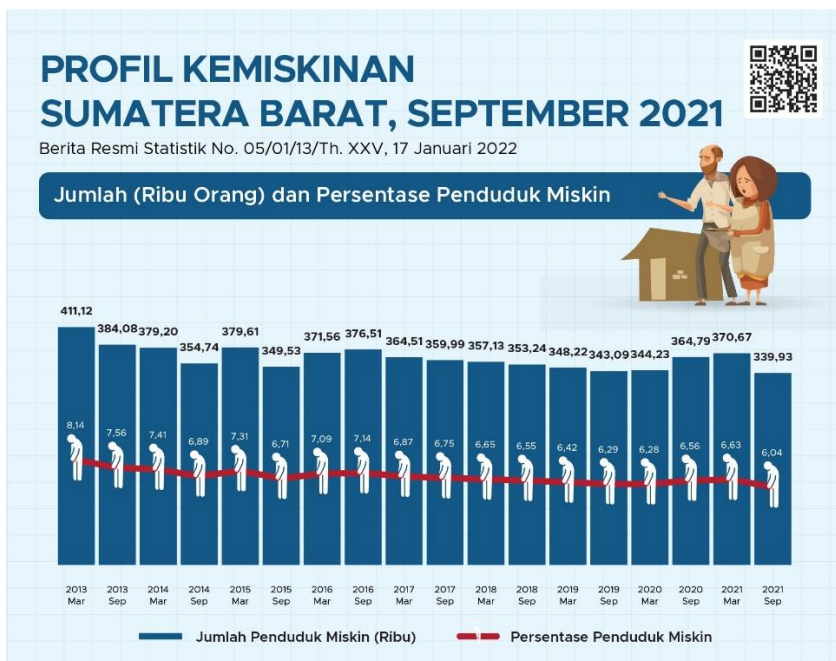 PROFIL KEMISKINAN
SUMATERA BARAT, SEPTEMBER 2021
Berita Resmi Statistik No. 05/01/13/Th. XXV, 17 Januari 2022
Jumlah (Ribu Orang) dan Persentase Penduduk Miskin
411,12 384,08 379,20 354,74 379,61 349,53 371,56 376,51 364,51 359,99 357,13 353,24 348,22 343,09 344,23 364,79 370,67 339,93
8,14 7,56 7,41 6,89 7,31 6,71 7,09 7,14 6,87 6,75 6,65 6,55 6,42 6,29 6,28 6,56 6,63 6,04
2013 2013 2014 2014 2015 2015 2016 2016 2017 2017 2018 2018 2019 2019 2020 2020 2021 2021
Mar Sep Mar Sep Mar Sep Mar Sep Mar Sep Mar Sep Mar Sep Mar Sep Mar Sep
Jumlah Penduduk Miskin (Ribu) Persentase Penduduk Miskin